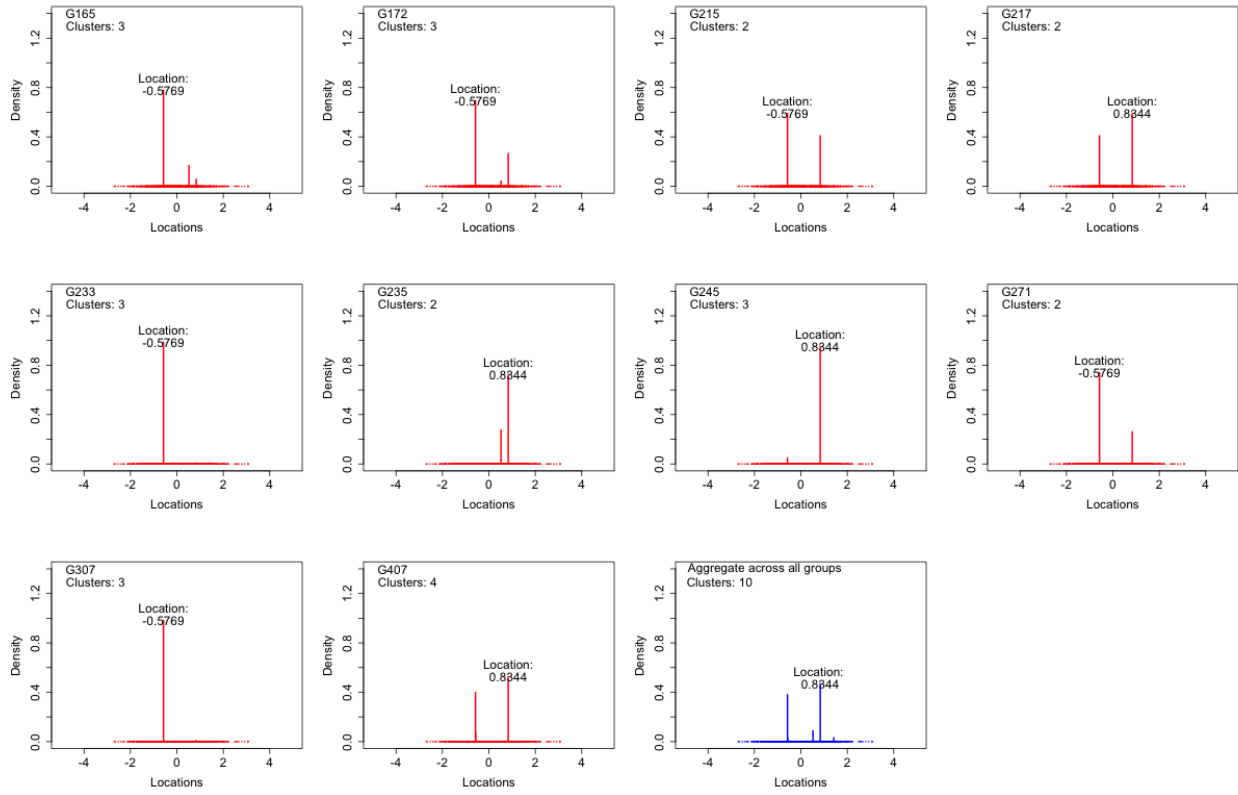 G165
Clusters: 3
Location:
-0.5769
Density
0.0 0.4 0.8 1.2
-4 -2 0 2 4
Locations
G172
Clusters: 3
Location:
-0.5769
Density
0.0 0.4 0.8 1.2
-4 -2 0 2 4
Locations
G215
Clusters: 2
Location:
-0.5769
Density
0.0 0.4 0.8 1.2
-4 -2 0 2 4
Locations
G217
Clusters: 2
Location:
0.8344
Density
0.0 0.4 0.8 1.2
-4 -2 0 2 4
Locations
G233
Clusters: 3
Location:
-0.5769
Density
0.0 0.4 0.8 1.2
-4 -2 0 2 4
Locations
G235
Clusters: 2
Location:
0.8344
Density
0.0 0.4 0.8 1.2
-4 -2 0 2 4
Locations
G245
Clusters: 3
Location:
0.8344
Density
0.0 0.4 0.8 1.2
-4 -2 0 2 4
Locations
G271
Clusters: 2
Location:
-0.5769
Density
0.0 0.4 0.8 1.2
-4 -2 0 2 4
Locations
G307
Clusters: 3
Location:
-0.5769
Density
0.0 0.4 0.8 1.2
-4 -2 0 2 4
Locations
G407
Clusters: 4
Location:
0.8344
Density
0.0 0.4 0.8 1.2
-4 -2 0 2 4
Locations
Aggregate across all groups
Clusters: 10
Location:
0.8344
Density
0.0 0.4 0.8 1.2
-4 -2 0 2 4
Locations